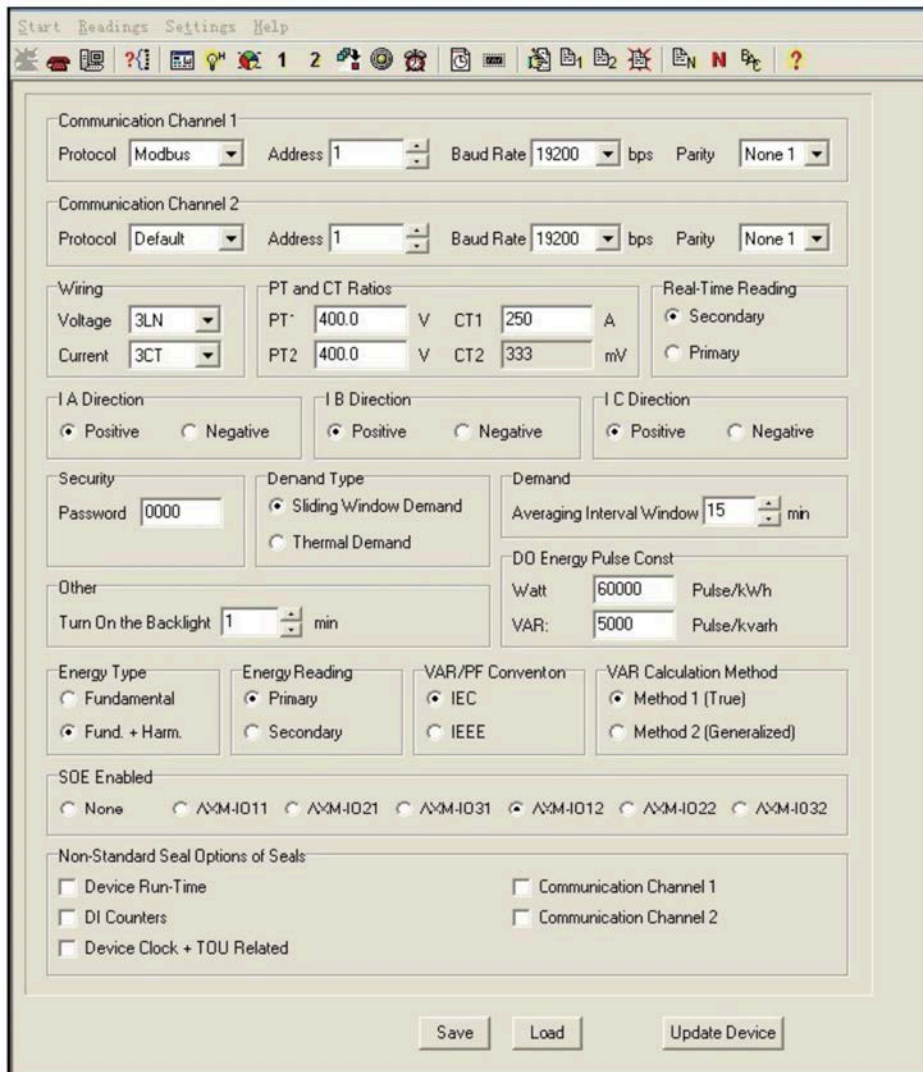 Start Readings Settings Help
?{} H 1 2 1 2 N N BAC ?
Communication Channel 1
Protocol Modbus Address 1 Baud Rate 19200 bps Parity None 1
Communication Channel 2
Protocol Default Address 1 Baud Rate 19200 bps Parity None 1
Wiring PT and CT Ratios Real-Time Reading
Voltage 3LN PT1 400.0 V CT1 250 A Secondary
Current 3CT PT2 400.0 V CT2 333 mV Primary
I A Direction I B Direction I C Direction
Positive Negative Positive Negative Positive Negative
Security Demand Type Demand
Password 0000 Sliding Window Demand Averaging Interval Window 15 min
Thermal Demand
DO Energy Pulse Const
Other Watt 60000 Pulse/kWh
Turn On the Backlight 1 min VAR: 5000 Pulse/kvarh
Energy Type Energy Reading VAR/PF Conventon VAR Calculation Method
Fundamental Primary IEC Method 1 (True)
Fund. + Harm. Secondary IEEE Method 2 (Generalized)
SOE Enabled
None AXM-IO11 AXM-IO21 AXM-IO31 AXM-IO12 AXM-IO22 AXM-IO32
Non-Standard Seal Options of Seals
Device Run-Time Communication Channel 1
DI Counters Communication Channel 2
Device Clock + TOU Related
Save Load Update Device